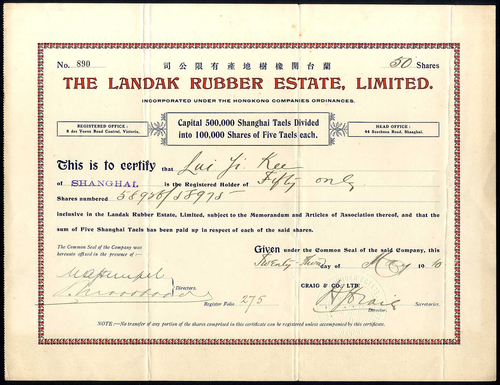 No. 890
蘭台開橡樹地產有限公司
50 Shares
THE LANDAK RUBBER ESTATE, LIMITED.
INCORPORATED UNDER THE HONGKONG COMPANIES ORDINANCES.
REGISTERED OFFICE :
8 des Voeux Road Central, Victoria.
Capital 500,000 Shanghai Taels Divided
into 100,000 Shares of Five Taels each.
HEAD OFFICE :
44 Szechuen Road, Shanghai.
This is to certify that Lui Ji Kee
of SHANGHAI. is the Registered Holder of Fifty only
Shares numbered 58926/58975
inclusive in the Landak Rubber Estate, Limited, subject to the Memorandum and Articles of Association thereof, and that the
sum of Five Shanghai Taels has been paid up in respect of each of the said shares.
The Common Seal of the Company was
hereunto affixed in the presence of :-
Given under the Common Seal of the said Company, this
Twenty-Third day of May 1910
Directors.
Register Folio 275
CRAIG & CO., LTD.
Secretaries.
Director:
NOTE:-No transfer of any portion of the shares comprised in this certificate can be registered unless accompanied by this certificate.